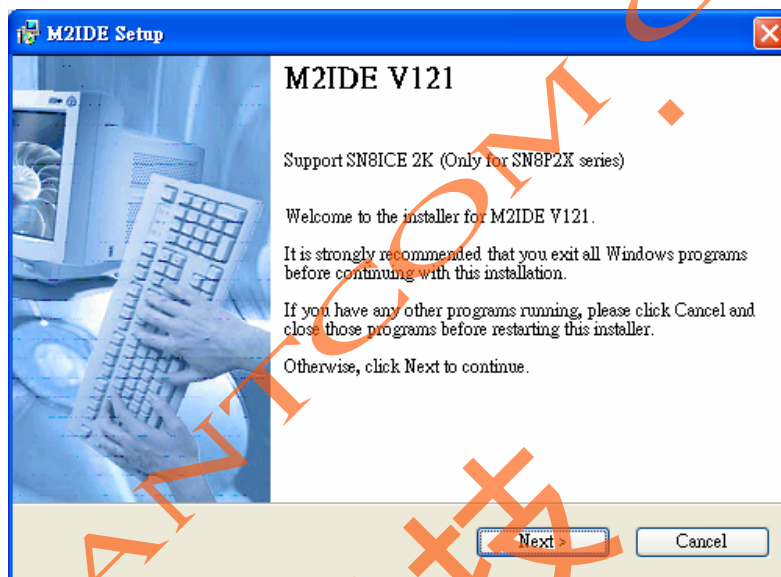 M2IDE Setup
M2IDE V121
Support SN8ICE 2K (Only for SN8P2X series)
Welcome to the installer for M2IDE V121.
It is strongly recommended that you exit all Windows programs
before continuing with this installation.
If you have any other programs running, please click Cancel and
close those programs before restarting this installer.
Otherwise, click Next to continue.
Next >
Cancel
ANTCOM.
技